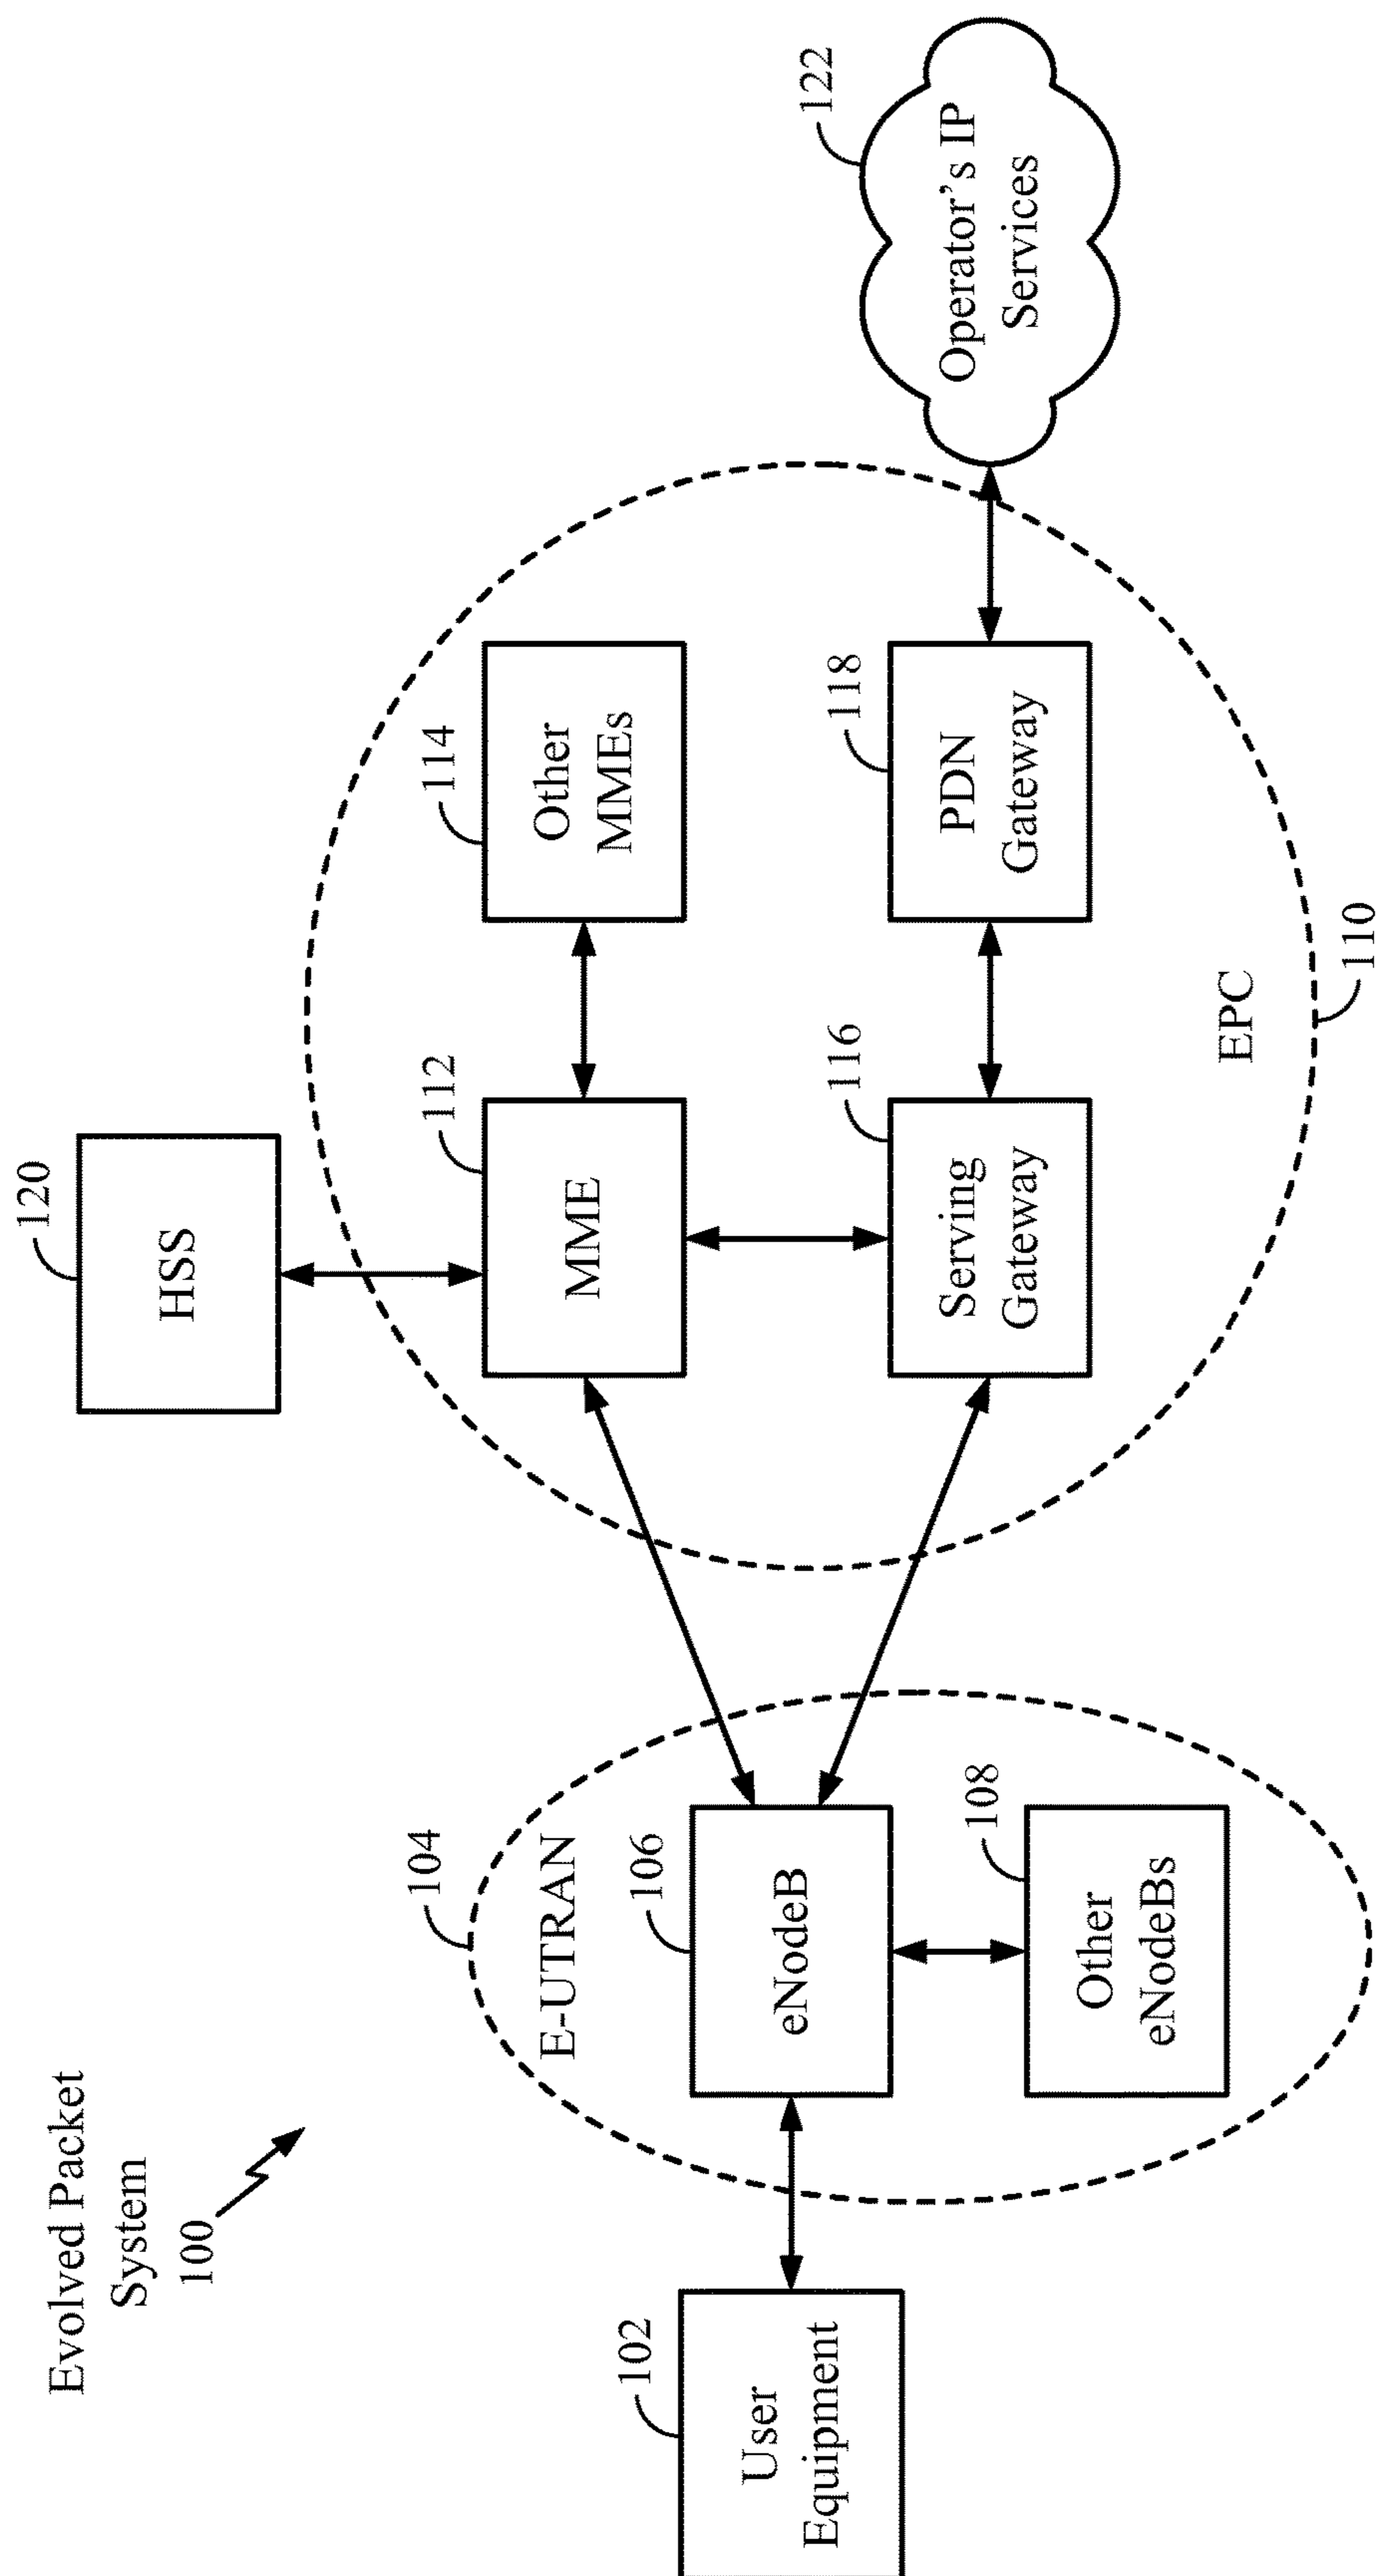 Evolved Packet
System
100
102
User
Equipment
104
E-UTRAN
106
eNodeB
108
Other
eNodeBs
120
HSS
112
MME
114
Other
MMEs
116
Serving
Gateway
118
PDN
Gateway
EPC
110
122
Operator's IP
Services